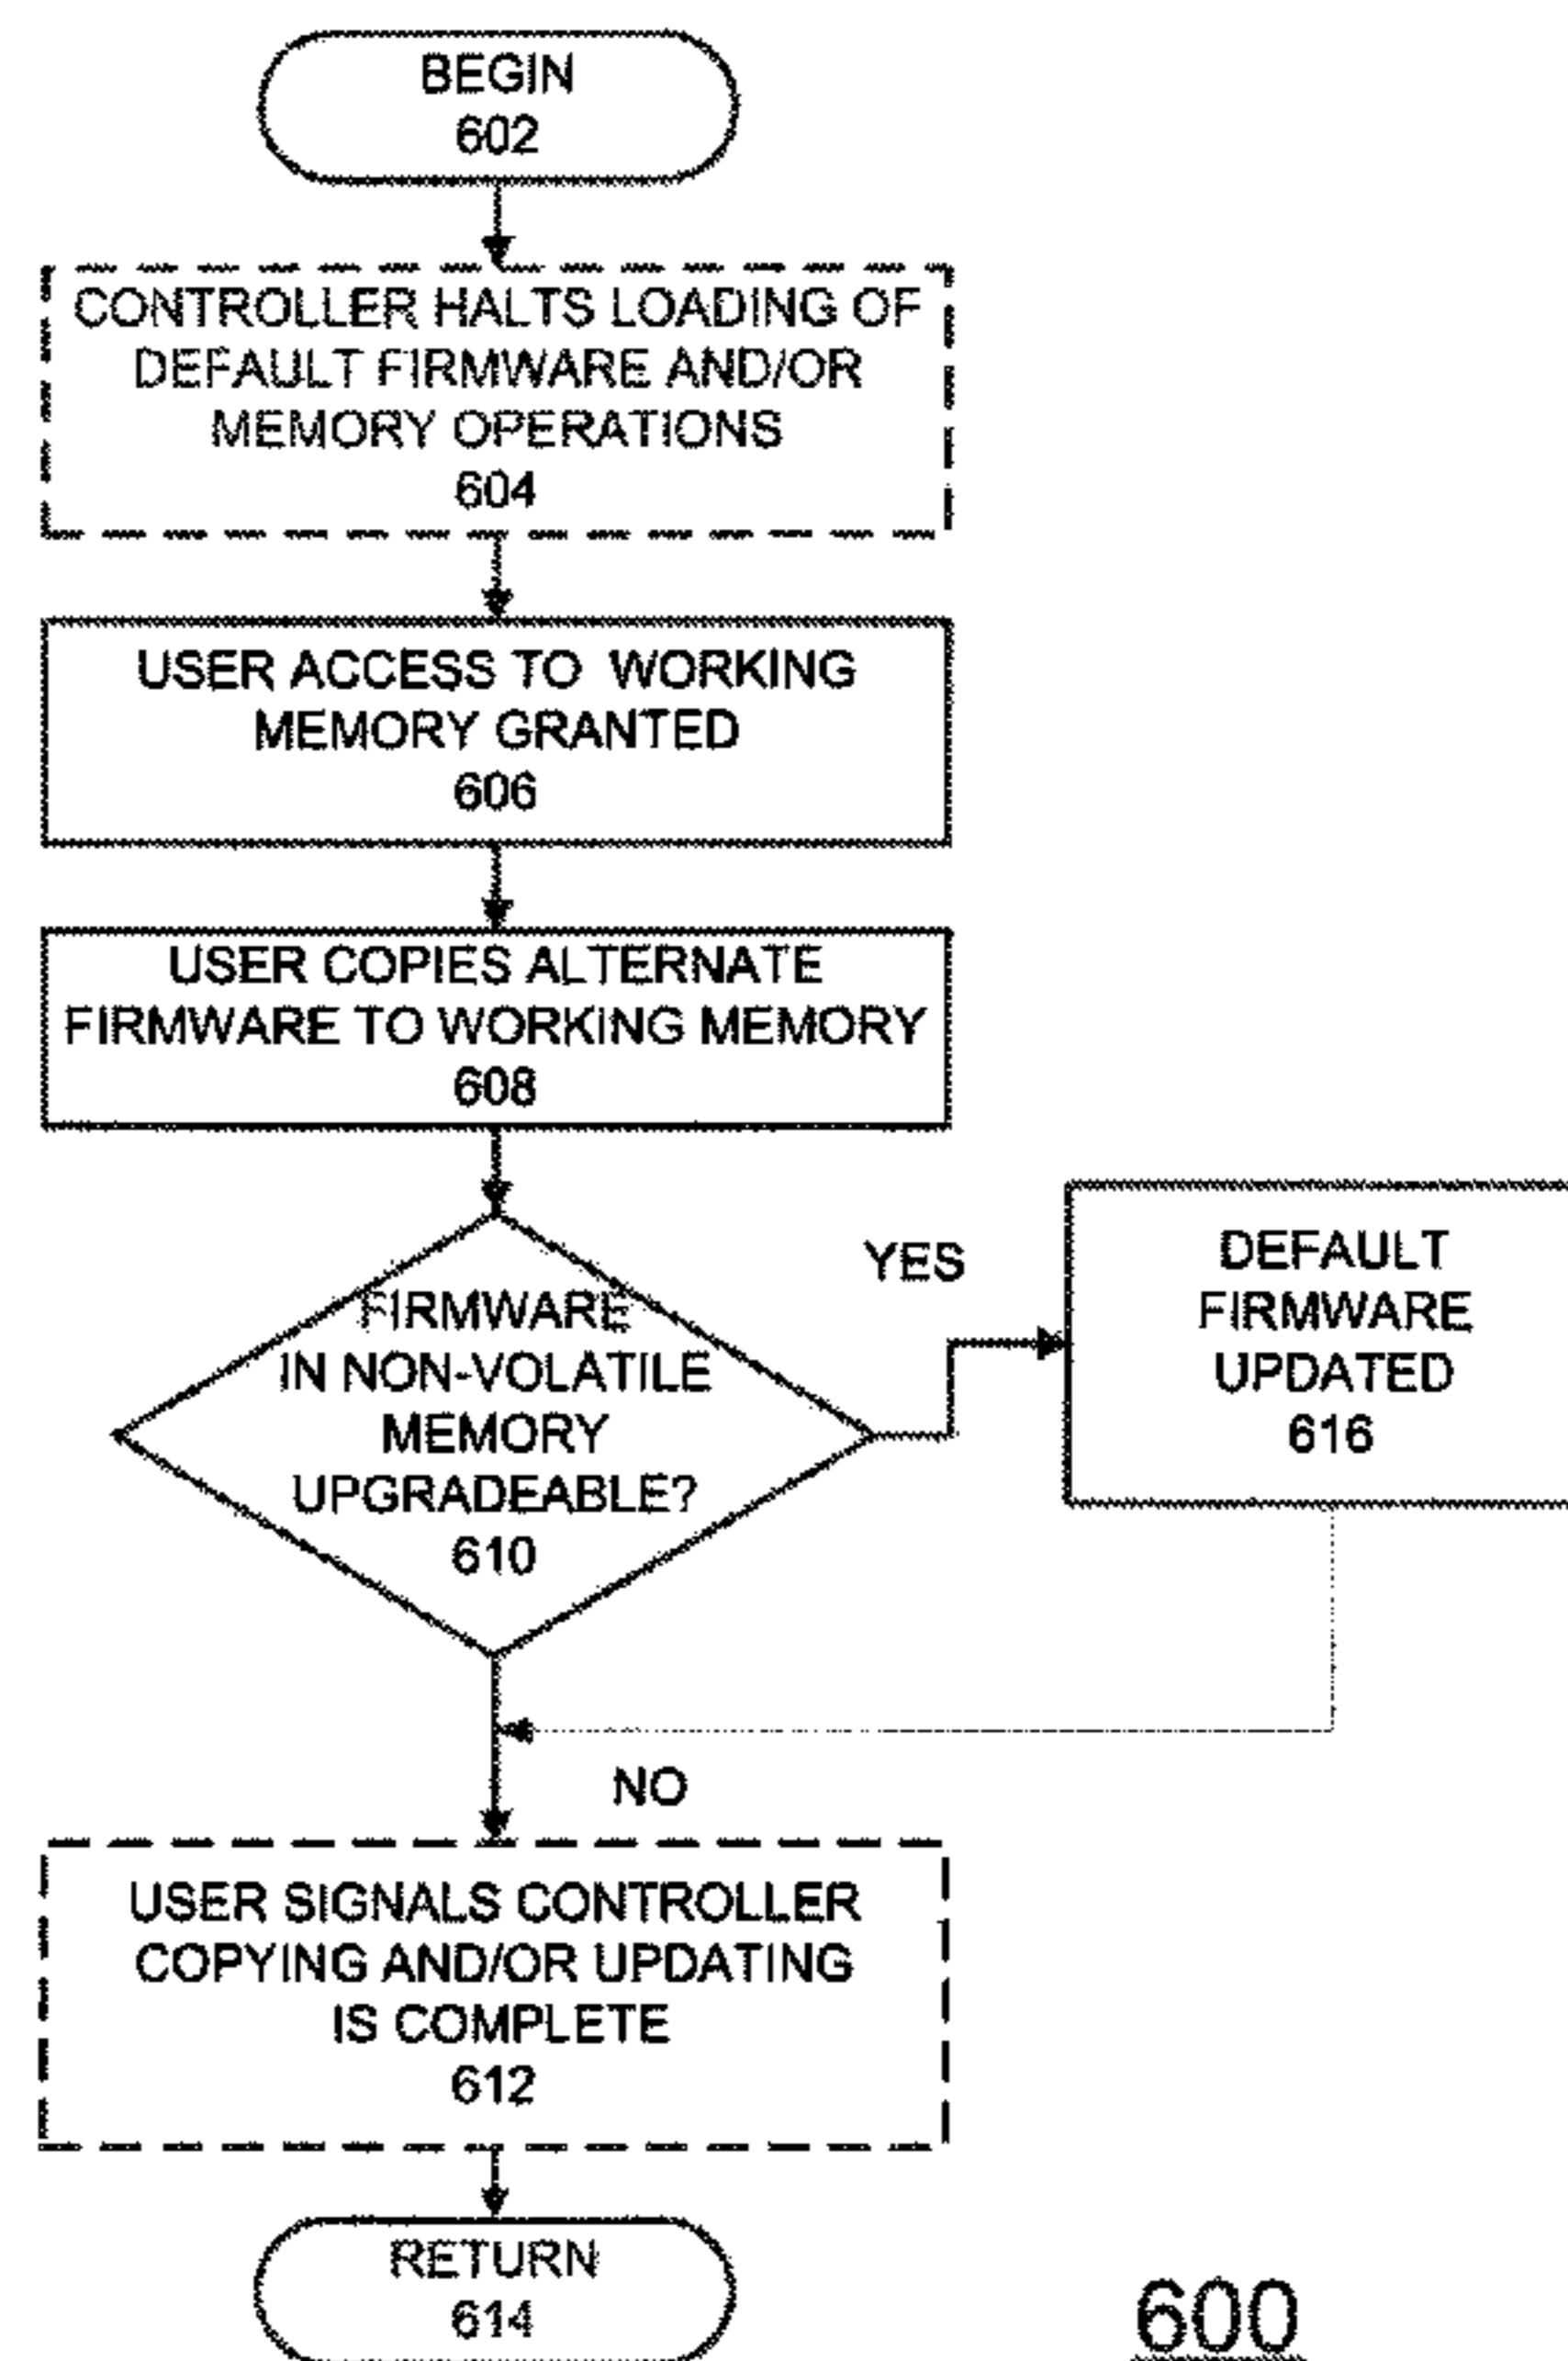 BEGIN
602
CONTROLLER HALTS LOADING OF
DEFAULT FIRMWARE AND/OR
MEMORY OPERATIONS
604
USER ACCESS TO WORKING
MEMORY GRANTED
606
USER COPIES ALTERNATE
FIRMWARE TO WORKING MEMORY
608
FIRMWARE
IN NON-VOLATILE
MEMORY
UPGRADEABLE?
610
YES
DEFAULT
FIRMWARE
UPDATED
616
NO
USER SIGNALS CONTROLLER
COPYING AND/OR UPDATING
IS COMPLETE
612
RETURN
614
600